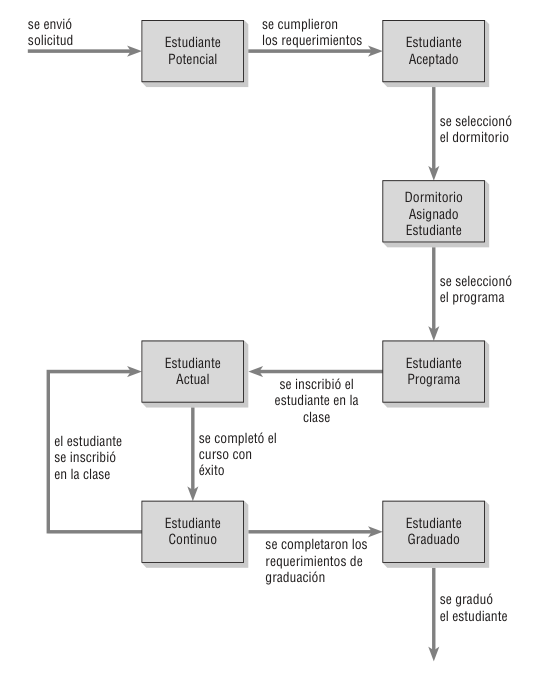 se envió
solicitud
Estudiante
Potencial
se cumplieron
los requerimientos
Estudiante
Aceptado
se seleccionó
el dormitorio
Dormitorio
Asignado
Estudiante
se seleccionó
el programa
Estudiante
Programa
se inscribió el
estudiante en la
clase
Estudiante
Actual
se completó el
curso con
éxito
el estudiante
se inscribió
en la clase
Estudiante
Continuo
se completaron los
requerimientos de
graduación
Estudiante
Graduado
se graduó
el estudiante